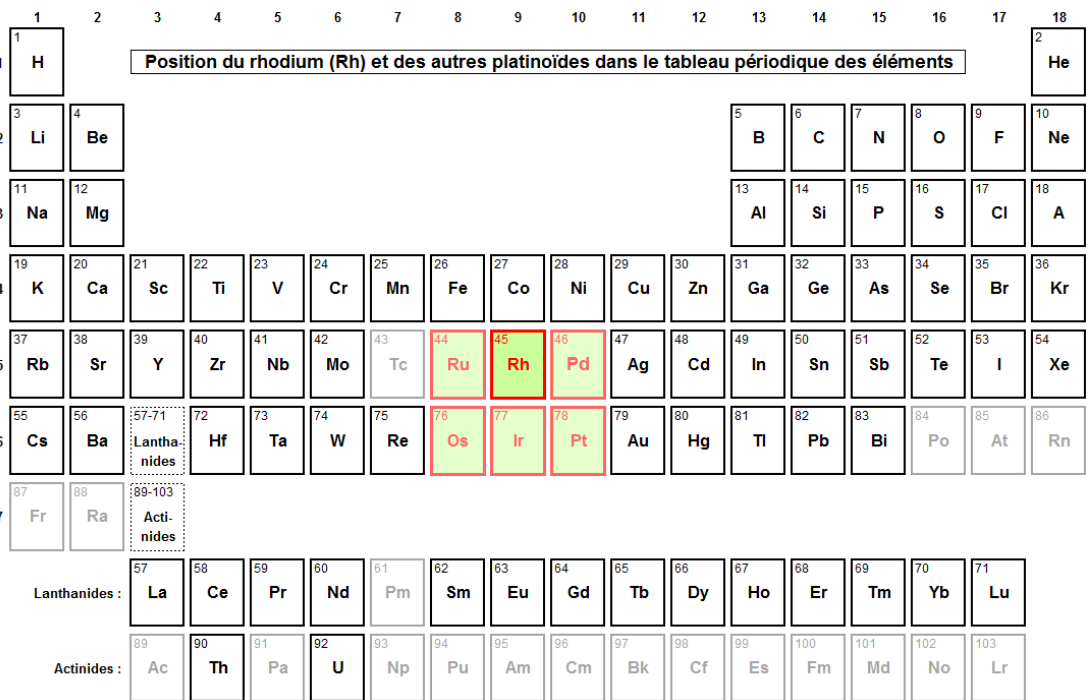 1 2 3 4 5 6 7 8 9 10 11 12 13 14 15 16 17 18
1 2
1 H Position du rhodium (Rh) et des autres platinoïdes dans le tableau périodique des éléments He
3 4 5 6 7 8 9 10
2 Li Be B C N O F Ne
11 12 13 14 15 16 17 18
3 Na Mg Al Si P S Cl A
19 20 21 22 23 24 25 26 27 28 29 30 31 32 33 34 35 36
4 K Ca Sc Ti V Cr Mn Fe Co Ni Cu Zn Ga Ge As Se Br Kr
37 38 39 40 41 42 43 44 45 46 47 48 49 50 51 52 53 54
5 Rb Sr Y Zr Nb Mo Tc Ru Rh Pd Ag Cd In Sn Sb Te I Xe
55 56 57-71 72 73 74 75 76 77 78 79 80 81 82 83 84 85 86
6 Cs Ba Lantha- Hf Ta W Re Os Ir Pt Au Hg Tl Pb Bi Po At Rn
nides
87 88 89-103
7 Fr Ra Acti-
nides
57 58 59 60 61 62 63 64 65 66 67 68 69 70 71
Lanthanides : La Ce Pr Nd Pm Sm Eu Gd Tb Dy Ho Er Tm Yb Lu
89 90 91 92 93 94 95 96 97 98 99 100 101 102 103
Actinides : Ac Th Pa U Np Pu Am Cm Bk Cf Es Fm Md No Lr